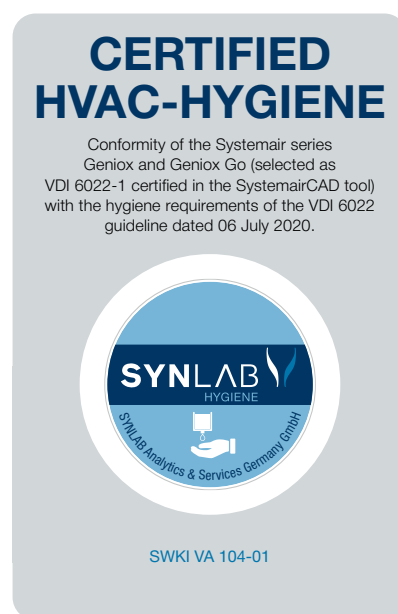 CERTIFIED
HVAC-HYGIENE
Conformity of the Systemair series
Geniox and Geniox Go (selected as
VDI 6022-1 certified in the SystemairCAD tool)
with the hygiene requirements of the VDI 6022
guideline dated 06 July 2020.
SYNLAB
HYGIENE
SYNLAB Analytics & Services Germany GmbH
SWKI VA 104-01